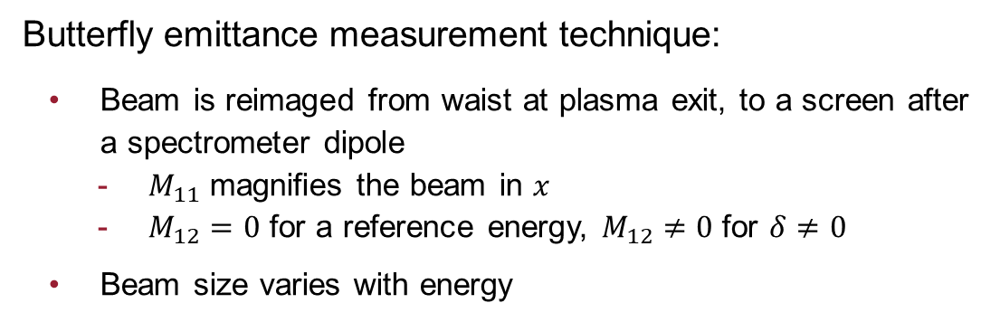 Butterfly emittance measurement technique:
• Beam is reimaged from waist at plasma exit, to a screen after
a spectrometer dipole
- M₁₁ magnifies the beam in x
- M₁₂ = 0 for a reference energy, M₁₂ ≠ 0 for δ ≠ 0
• Beam size varies with energy